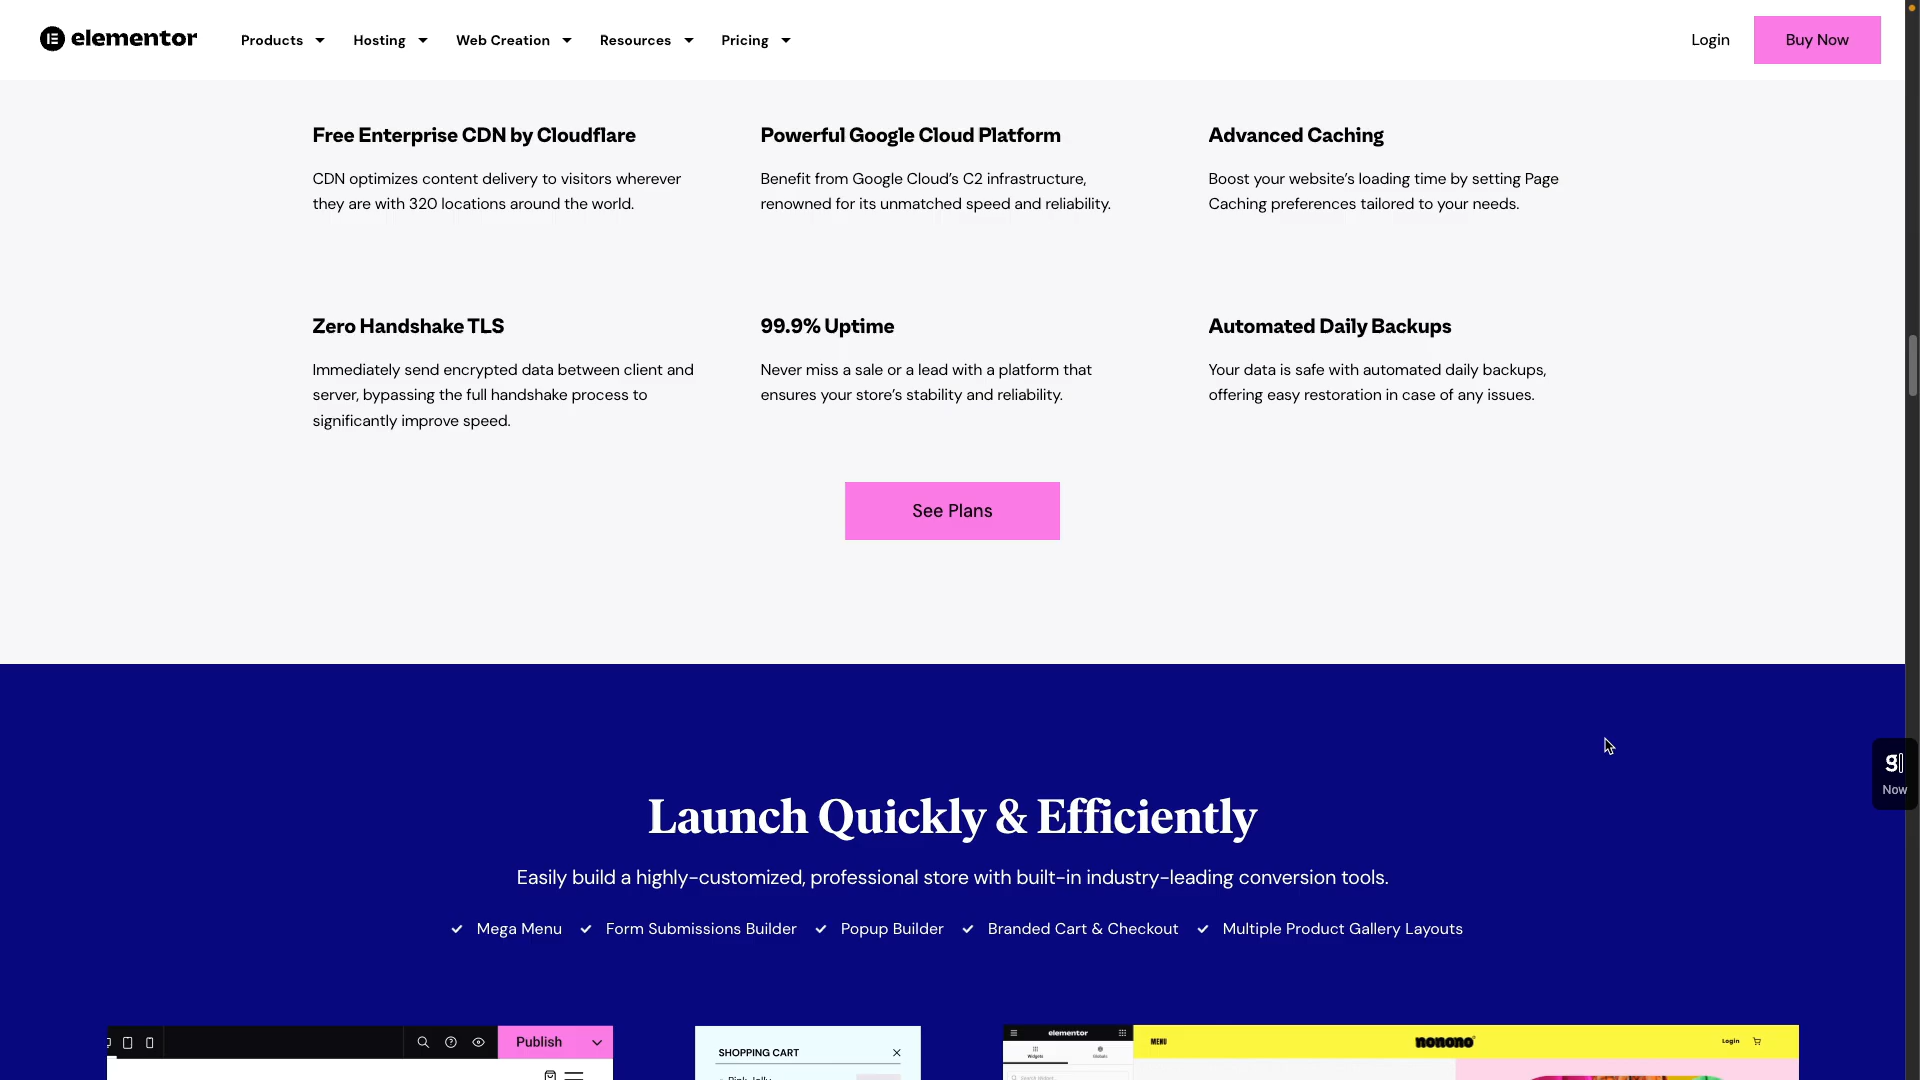 elementor
Products
Hosting
Web Creation
Resources
Pricing
Login
Buy Now
Free Enterprise CDN by Cloudflare
CDN optimizes content delivery to visitors wherever
they are with 320 locations around the world.
Powerful Google Cloud Platform
Benefit from Google Cloud’s C2 infrastructure,
renowned for its unmatched speed and reliability.
Advanced Caching
Boost your website’s loading time by setting Page
Caching preferences tailored to your needs.
Zero Handshake TLS
Immediately send encrypted data between client and
server, bypassing the full handshake process to
significantly improve speed.
99.9% Uptime
Never miss a sale or a lead with a platform that
ensures your store’s stability and reliability.
Automated Daily Backups
Your data is safe with automated daily backups,
offering easy restoration in case of any issues.
See Plans
Now
Launch Quickly & Efficiently
Easily build a highly-customized, professional store with built-in industry-leading conversion tools.
Mega Menu
Form Submissions Builder
Popup Builder
Branded Cart & Checkout
Multiple Product Gallery Layouts
Publish
SHOPPING CART
elementor
Widgets
Globals
MENU
nonono
Login